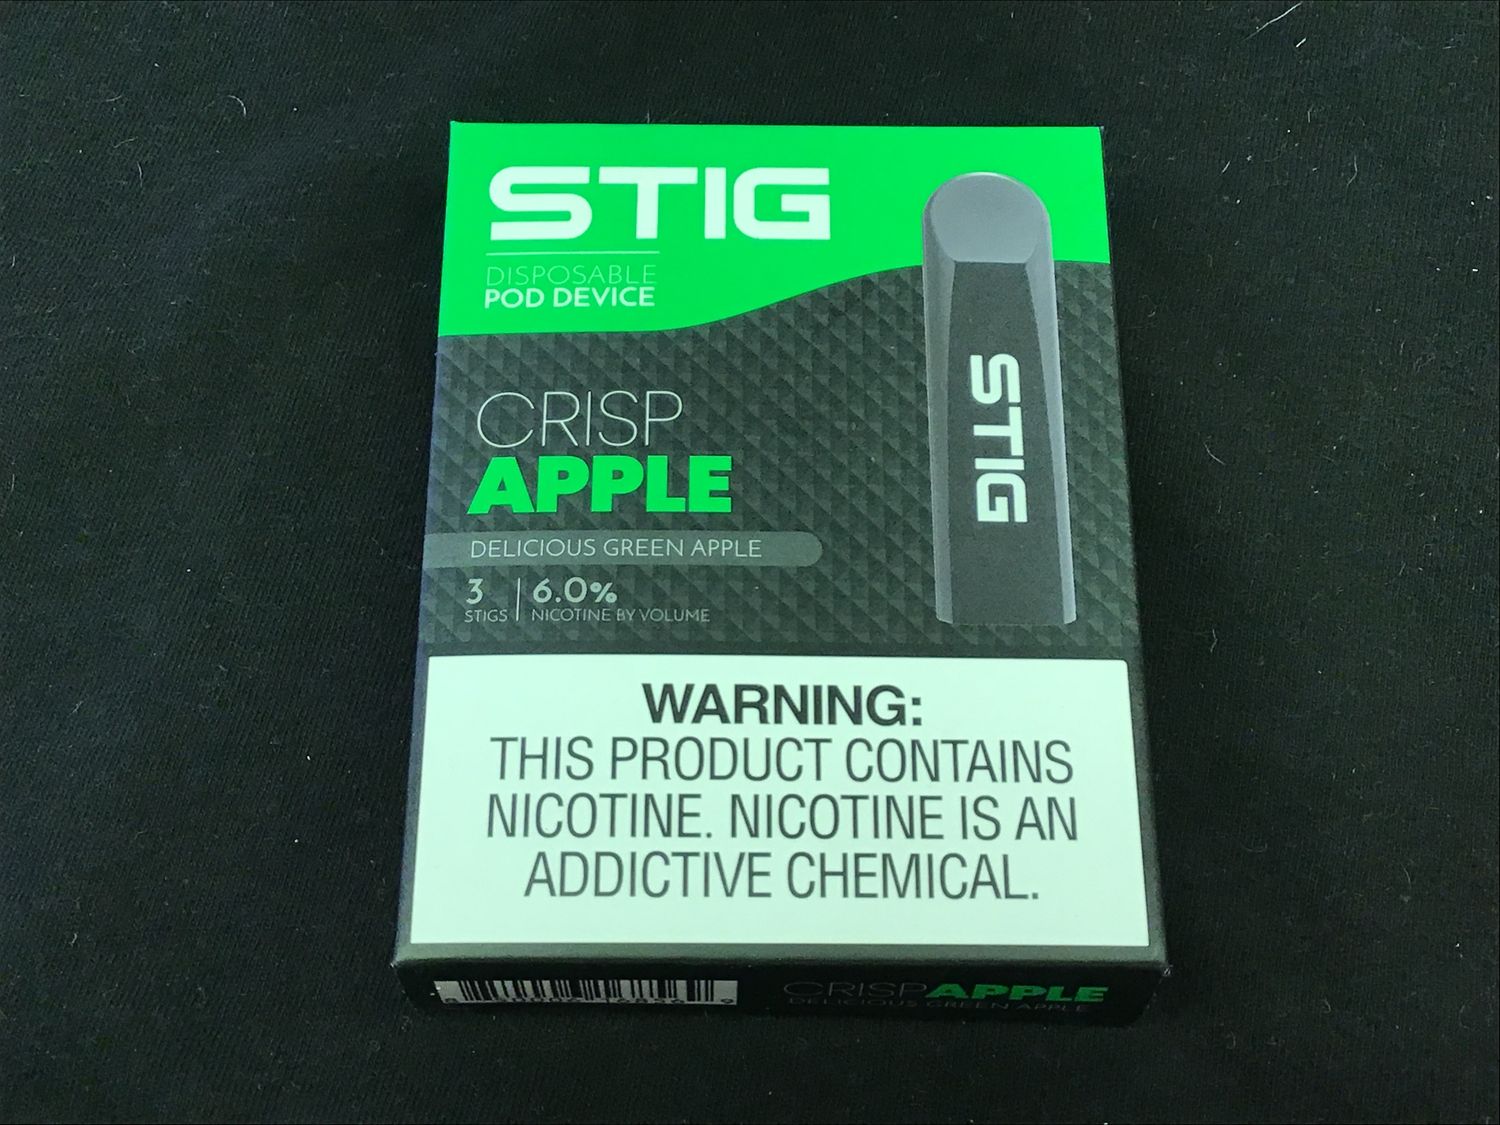 STIG
DISPOSABLE
POD DEVICE
STIG
CRISP
APPLE
DELICIOUS GREEN APPLE
3 | 6.0%
STIGS | NICOTINE BY VOLUME
WARNING:
THIS PRODUCT CONTAINS
NICOTINE. NICOTINE IS AN
ADDICTIVE CHEMICAL.
CRISPAPPLE
DELICIOUS GREEN APPLE